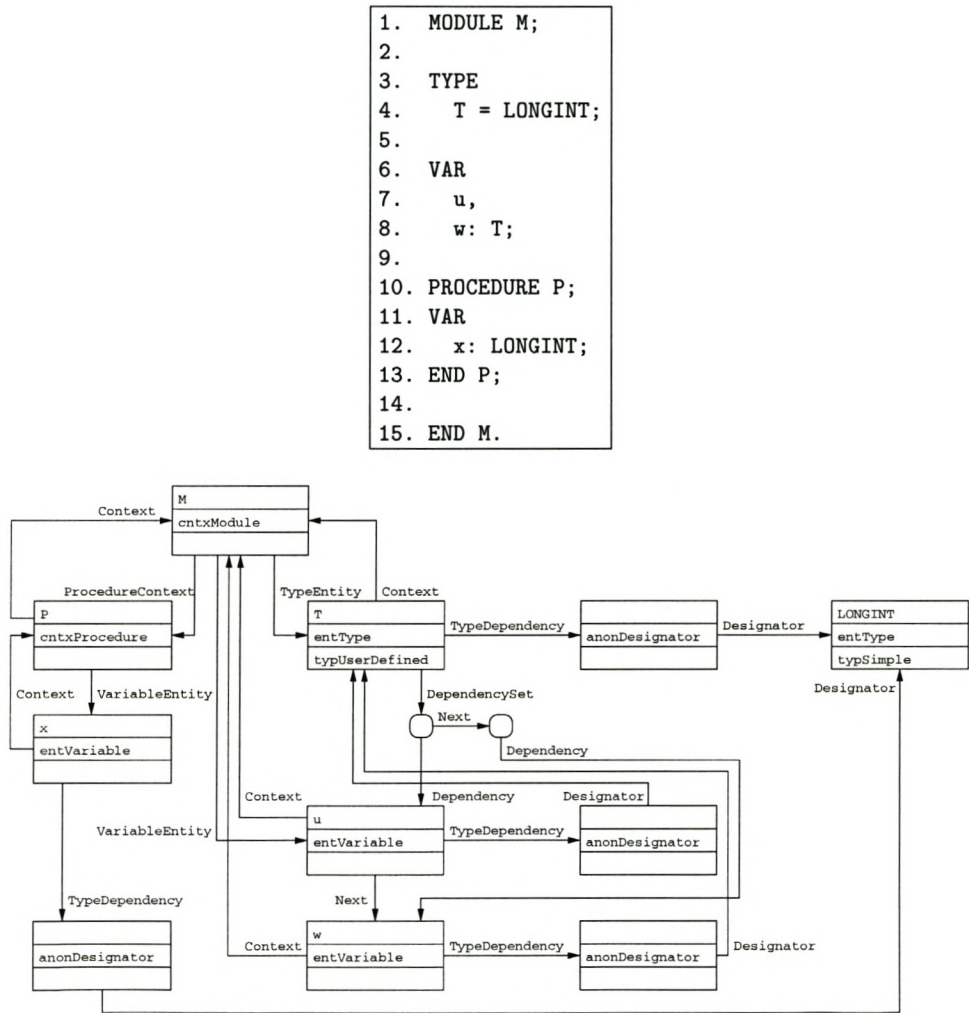 1. MODULE M;
2.
3. TYPE
4. T = LONGINT;
5.
6. VAR
7. u,
8. w: T;
9.
10. PROCEDURE P;
11. VAR
12. x: LONGINT;
13. END P;
14.
15. END M.
M
Context
cntxModule
ProcedureContext
TypeEntity
Context
P
T
LONGINT
cntxProcedure
entType
TypeDependency
anonDesignator
Designator
entType
typUserDefined
typSimple
Context
VariableEntity
DependencySet
Designator
x
Next
entVariable
Dependency
Context
Dependency
Designator
u
VariableEntity
entVariable
TypeDependency
anonDesignator
TypeDependency
Next
w
anonDesignator
Context
entVariable
TypeDependency
anonDesignator
Designator